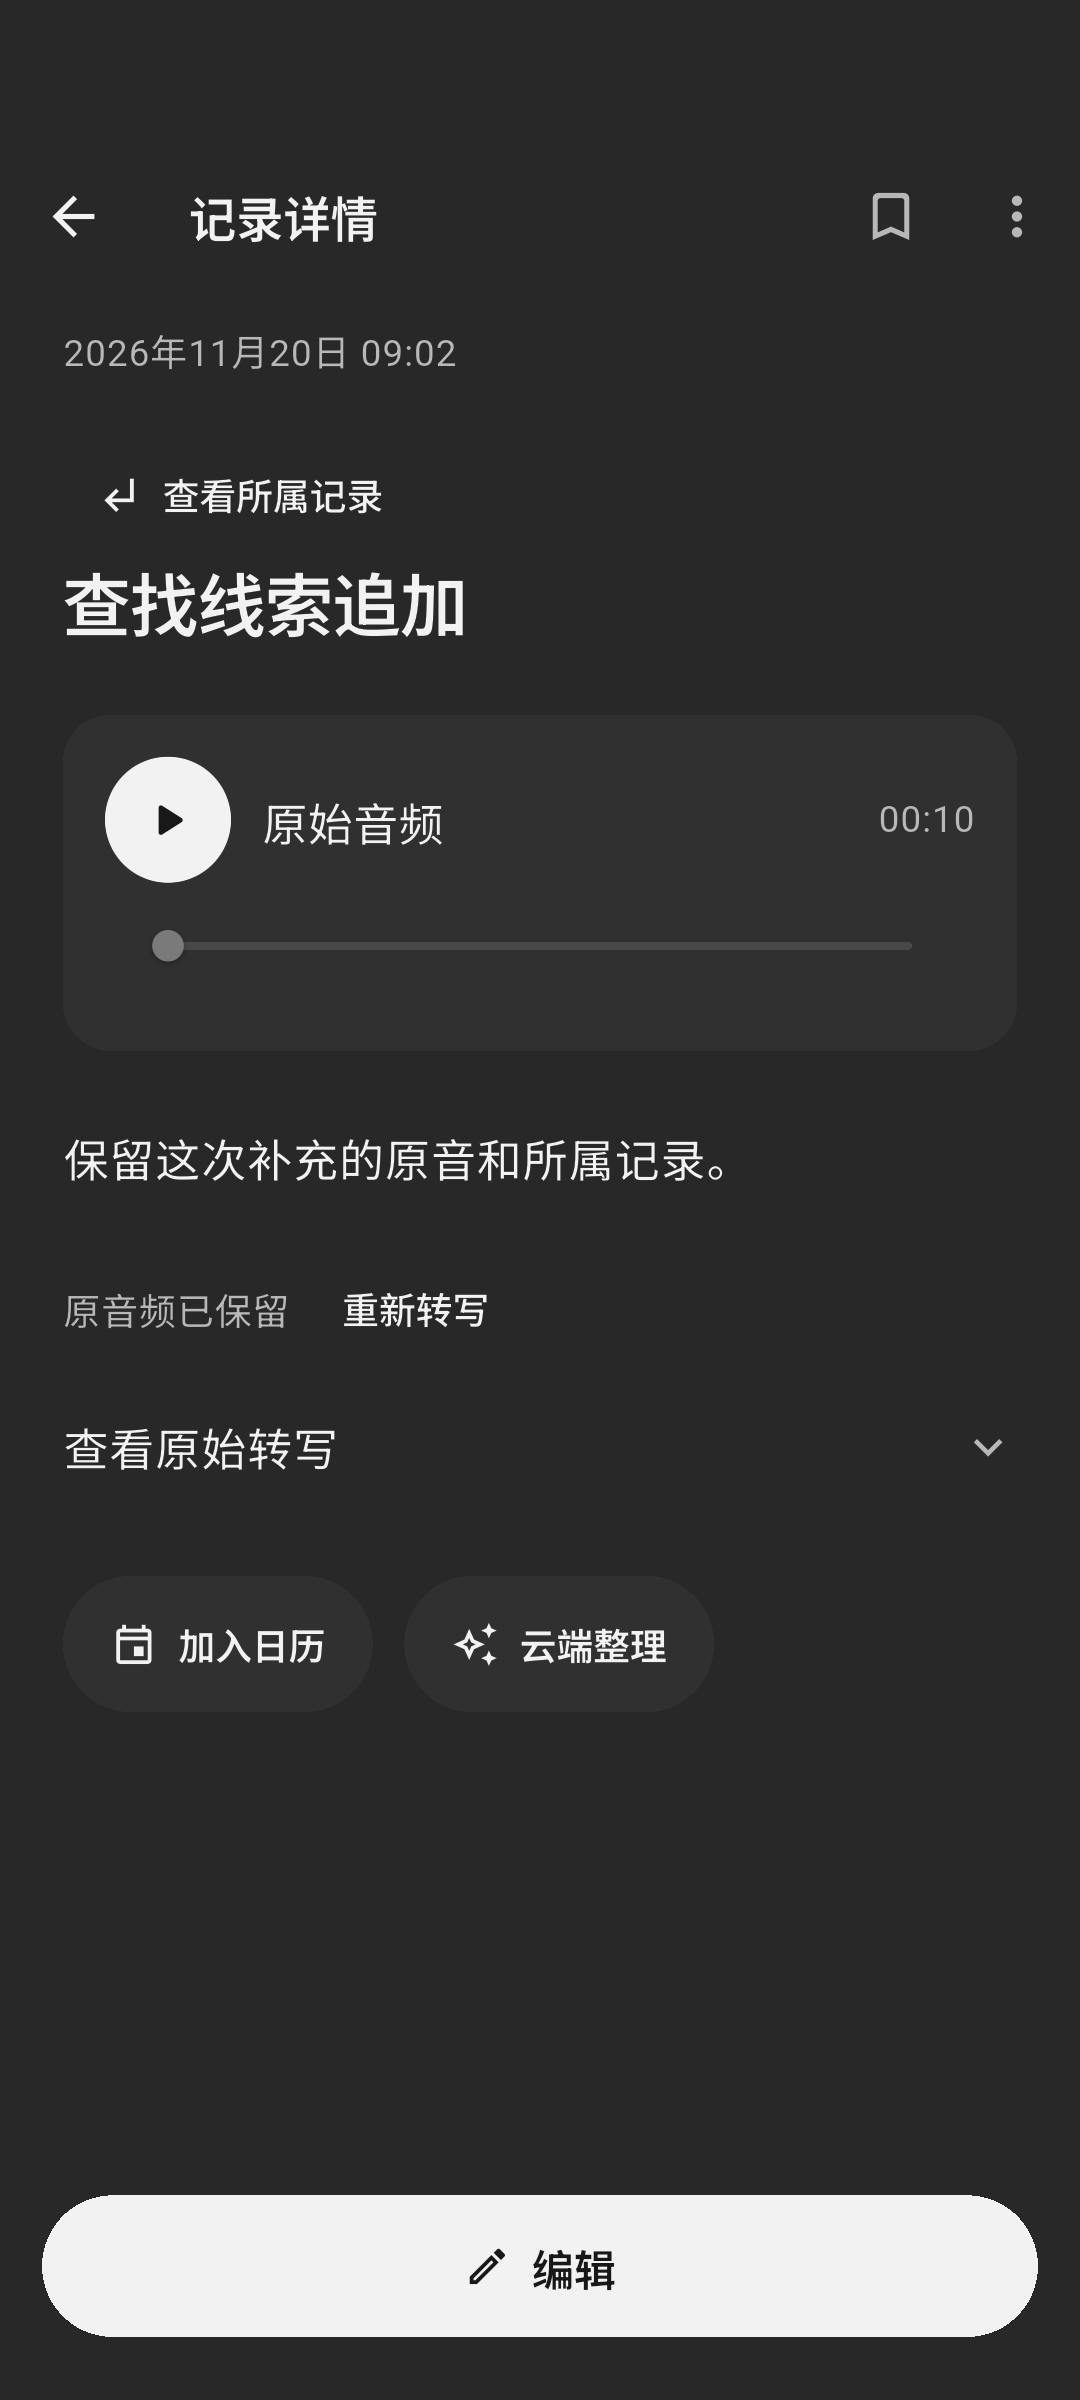 记录详情
2026年11月20日 09:02
查看所属记录
查找线索追加
原始音频 00:10
保留这次补充的原音和所属记录。
原音频已保留 重新转写
查看原始转写
加入日历 云端整理
编辑